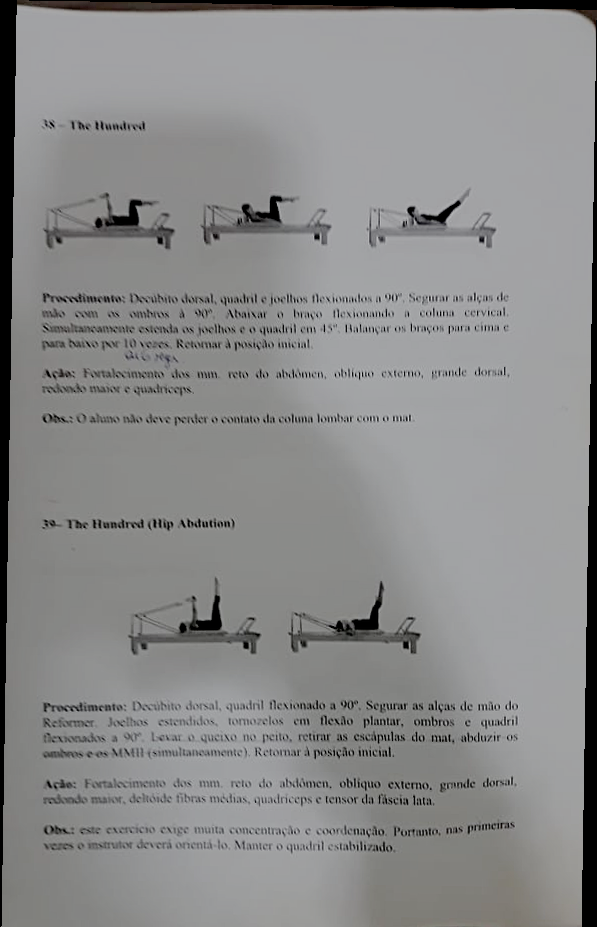 38 – The Hundred
Procedimento: Decúbito dorsal, quadril e joelhos flexionados a 90º. Segurar as alças de
mão com os ombros à 90º. Abaixar o braço flexionando a coluna cervical.
Simultaneamente estenda os joelhos e o quadril em 45º. Balançar os braços para cima e
para baixo por 10 vezes. Retornar à posição inicial.
Ação: Fortalecimento dos mm. reto do abdômen, oblíquo externo, grande dorsal,
redondo maior e quadríceps.
Obs.: O aluno não deve perder o contato da coluna lombar com o mat.
39– The Hundred (Hip Abdution)
Procedimento: Decúbito dorsal, quadril flexionado a 90º. Segurar as alças de mão do
Reformer. Joelhos estendidos, tornozelos em flexão plantar, ombros e quadril
flexionados a 90º. Levar o queixo no peito, retirar as escápulas do mat, abduzir os
ombros e os MMII (simultaneamente). Retornar à posição inicial.
Ação: Fortalecimento dos mm. reto do abdômen, oblíquo externo, grande dorsal,
redondo maior, deltóide fibras médias, quadríceps e tensor da fáscia lata.
Obs.: este exercício exige muita concentração e coordenação. Portanto, nas primeiras
vezes o instrutor deverá orientá-lo. Manter o quadril estabilizado.